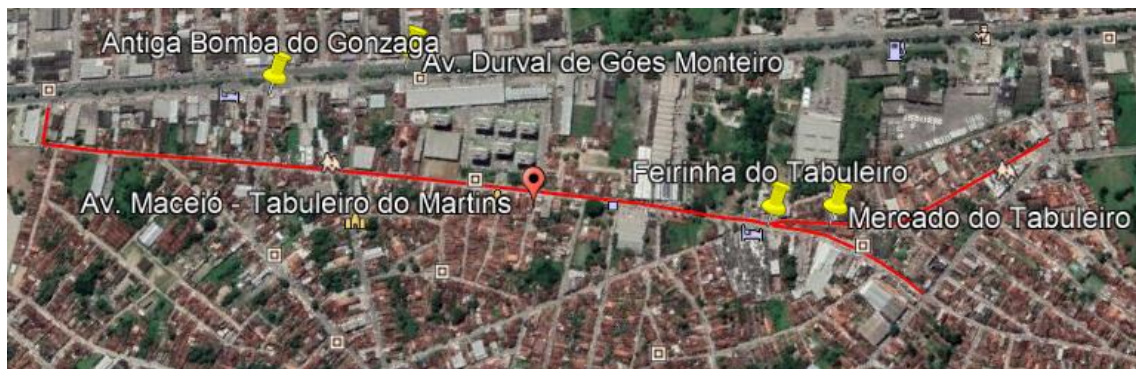 Antiga Bomba do Gonzaga
Av. Durval de Góes Monteiro
Feirinha do Tabuleiro
Av. Maceió - Tabuleiro do Martins
Mercado do Tabuleiro